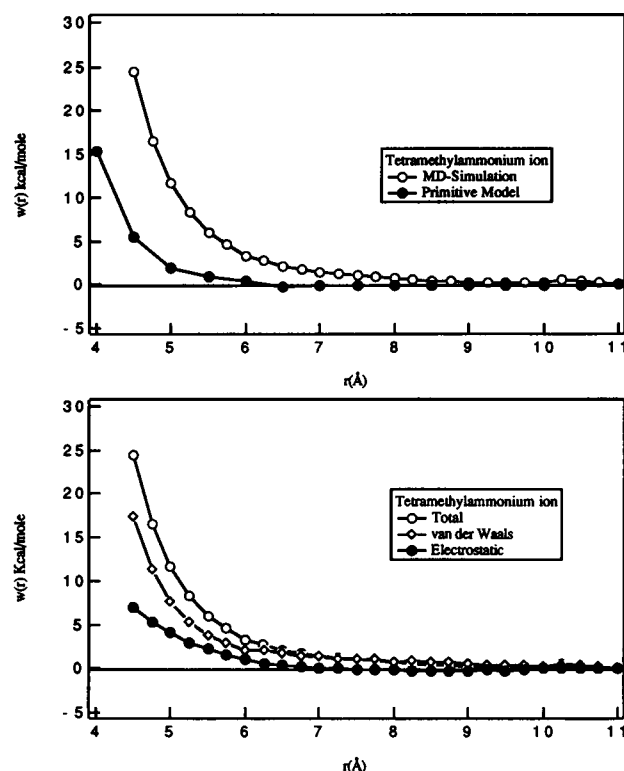 30
25
20
15
10
5
0
- 5
w(r) kcal/mole
Tetramethylammonium ion
MD-Simulation
Primitive Model
4 5 6 7 8 9 10 11
r(Å)
30
25
20
15
10
5
0
- 5
w(r) Kcal/mole
Tetramethylammonium ion
Total
van der Waals
Electrostatic
4 5 6 7 8 9 10 11
r(Å)